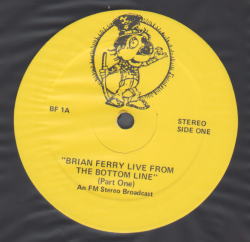 BF 1A
STEREO
SIDE ONE
"BRIAN FERRY LIVE FROM
THE BOTTOM LINE"
(Part One)
An FM Stereo Broadcast